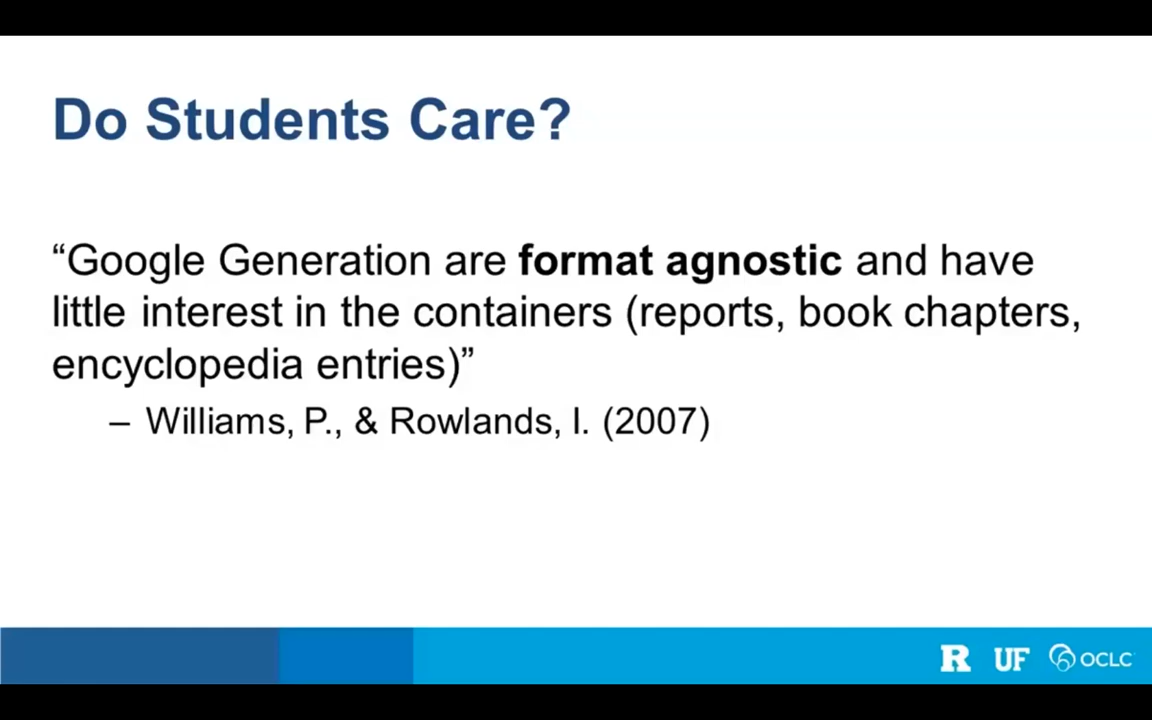 Do Students Care?
“Google Generation are format agnostic and have
little interest in the containers (reports, book chapters,
encyclopedia entries)”
– Williams, P., & Rowlands, I. (2007)
R UF OCLC